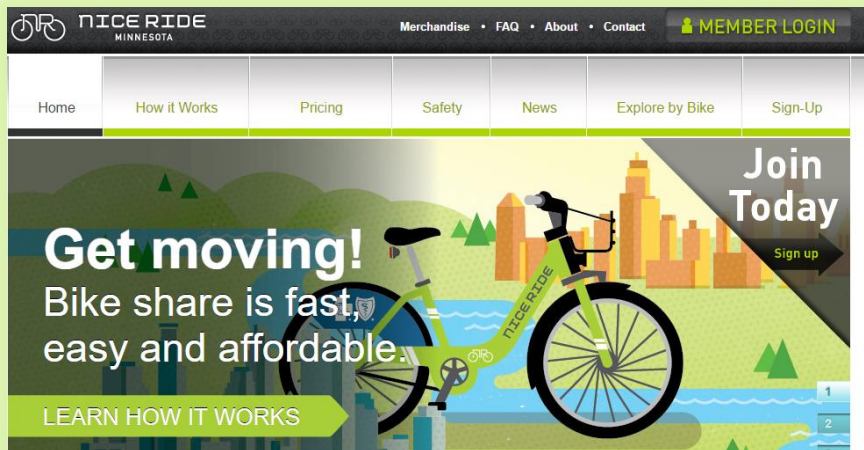 NICE RIDE
MINNESOTA
Merchandise • FAQ • About • Contact
MEMBER LOGIN
Home How it Works Pricing Safety News Explore by Bike Sign-Up
Join
Today
Sign up
Get moving!
Bike share is fast,
easy and affordable.
NICE RIDE
LEARN HOW IT WORKS
1
2